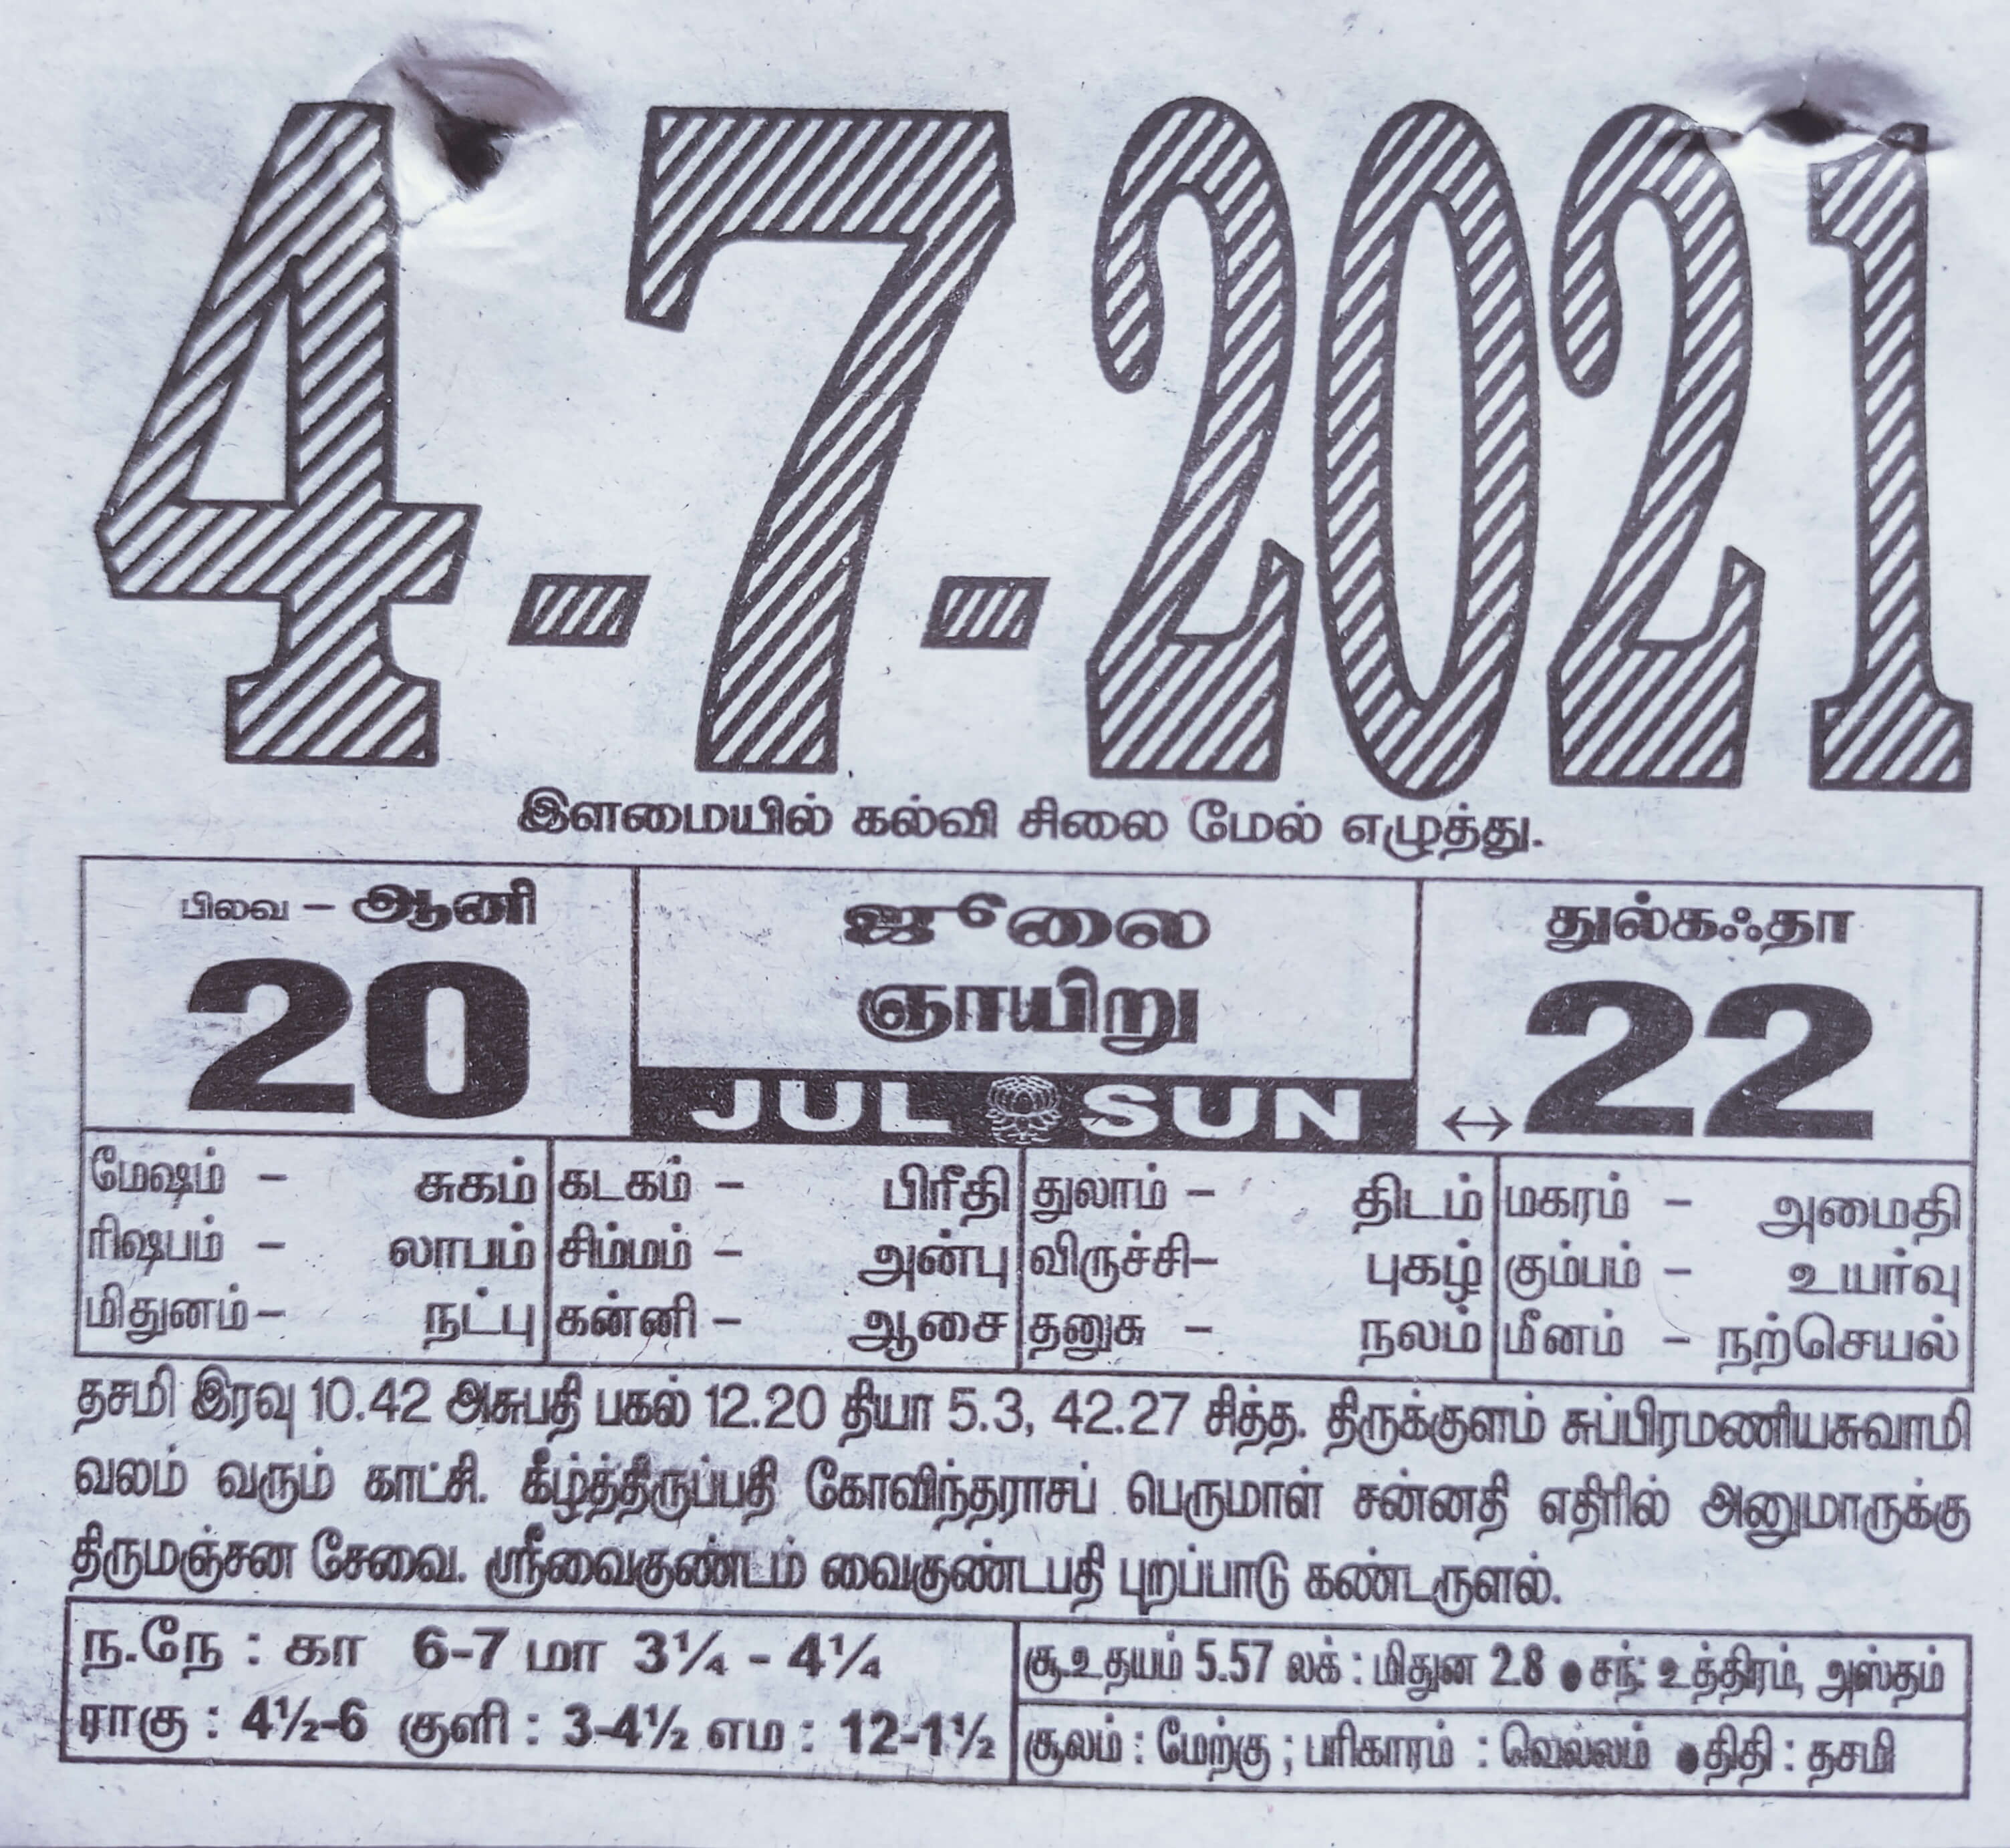 4-7-2021
இளமையில் கல்வி சிலை மேல் எழுத்து.
பிலவ - ஆனி
20
ஜூலை
ஞாயிறு
JUL SUN
துல்கஃதா
↔22
மேஷம் - சுகம்
ரிஷபம் - லாபம்
மிதுனம் - நட்பு
கடகம் - பிரீதி
சிம்மம் - அன்பு
கன்னி - ஆசை
துலாம் - திடம்
விருச்சி- புகழ்
தனுசு - நலம்
மகரம் - அமைதி
கும்பம் - உயர்வு
மீனம் - நற்செயல்
தசமி இரவு 10.42 அசுபதி பகல் 12.20 தியா 5.3, 42.27 சித்த. திருக்குளம் சுப்பிரமணியசுவாமி
வலம் வரும் காட்சி. கீழ்த்திருப்பதி கோவிந்தராசப் பெருமாள் சன்னதி எதிரில் அனுமாருக்கு
திருமஞ்சன சேவை. ஸ்ரீவைகுண்டம் வைகுண்டபதி புறப்பாடு கண்டருளல்.
ந.நே : கா 6-7 மா 3¼ - 4¼
ராகு : 4½-6 குளி : 3-4½ எம : 12-1½
சூ.உதயம் 5.57 லக் : மிதுன 2.8 ● சந்: உத்திரம், அஸ்தம்
சூலம் : மேற்கு ; பரிகாரம் : வெல்லம் ● திதி : தசமி